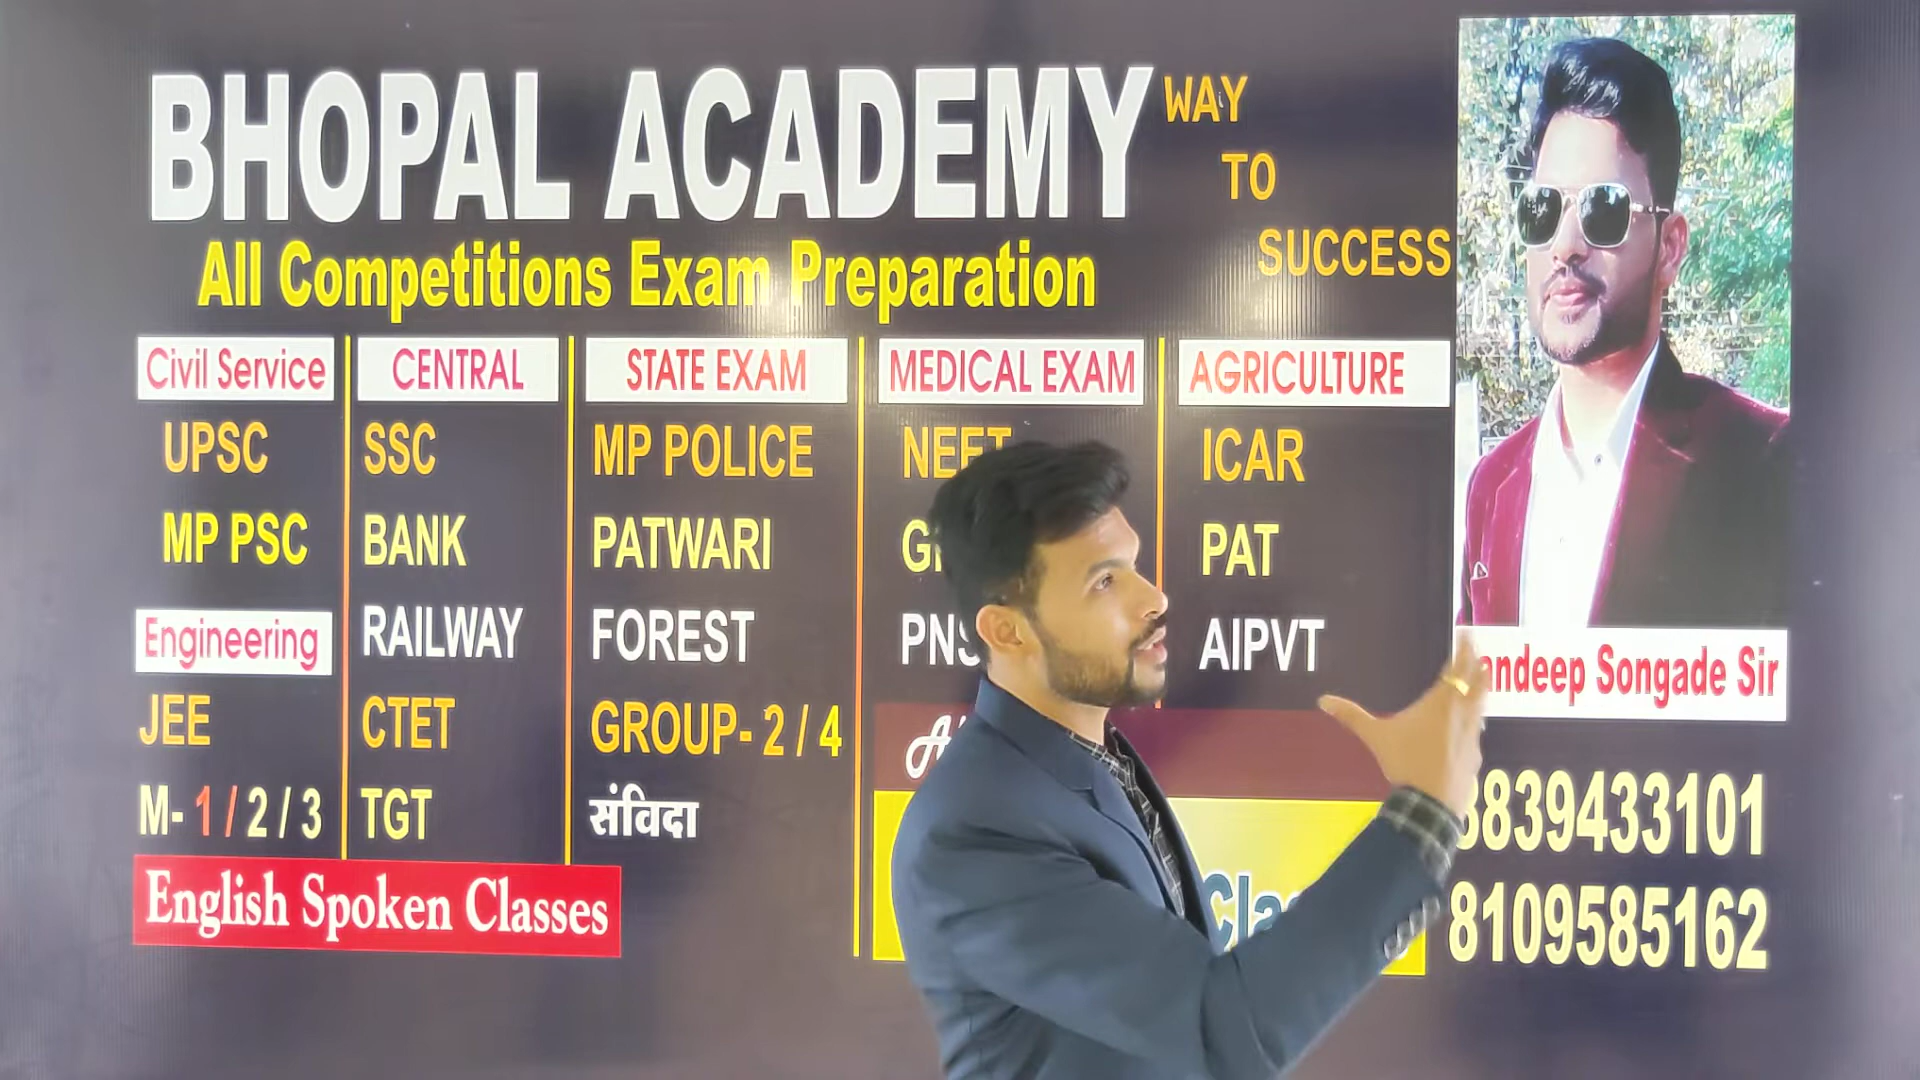 BHOPAL ACADEMY
WAY
TO
SUCCESS
All Competitions Exam Preparation
Civil Service
UPSC
MP PSC
Engineering
JEE
M- 1 / 2 / 3
CENTRAL
SSC
BANK
RAILWAY
CTET
TGT
STATE EXAM
MP POLICE
PATWARI
FOREST
GROUP- 2 / 4
संविदा
MEDICAL EXAM
NEET
AGRICULTURE
ICAR
PAT
AIPVT
English Spoken Classes
Songade Sir
8109585162